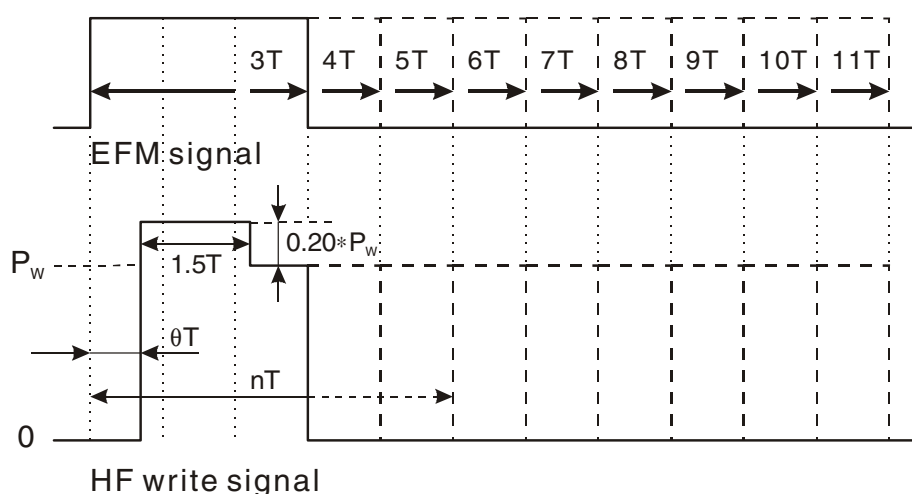 3T 4T 5T 6T 7T 8T 9T 10T 11T
EFM signal
0.20*Pw
Pw
1.5T
θT
nT
0
HF write signal